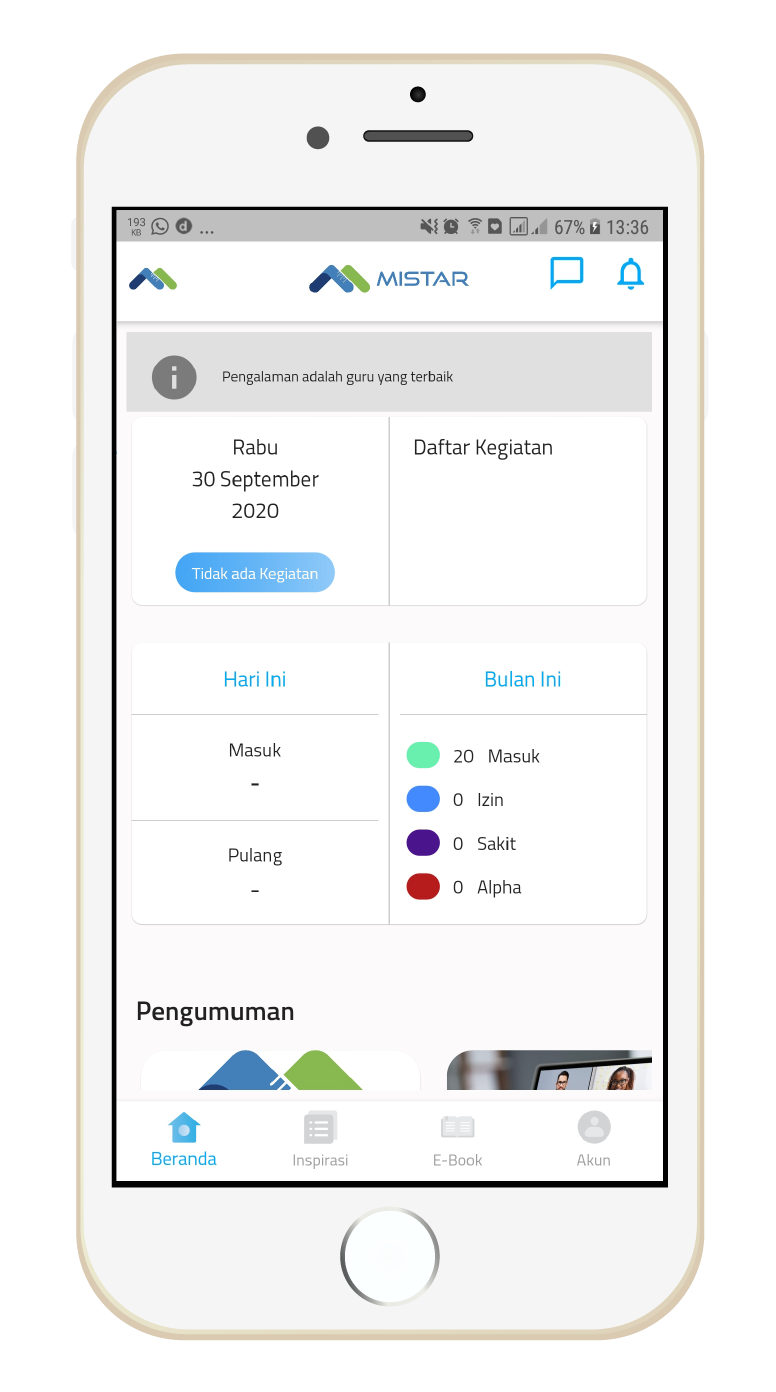 193
KB
...
67%
13:36
MISTAR
Pengalaman adalah guru yang terbaik
Rabu
30 September
2020
Tidak ada Kegiatan
Daftar Kegiatan
Hari Ini
Masuk
-
Pulang
-
Bulan Ini
20 Masuk
0 Izin
0 Sakit
0 Alpha
Pengumuman
Beranda
Inspirasi
E-Book
Akun